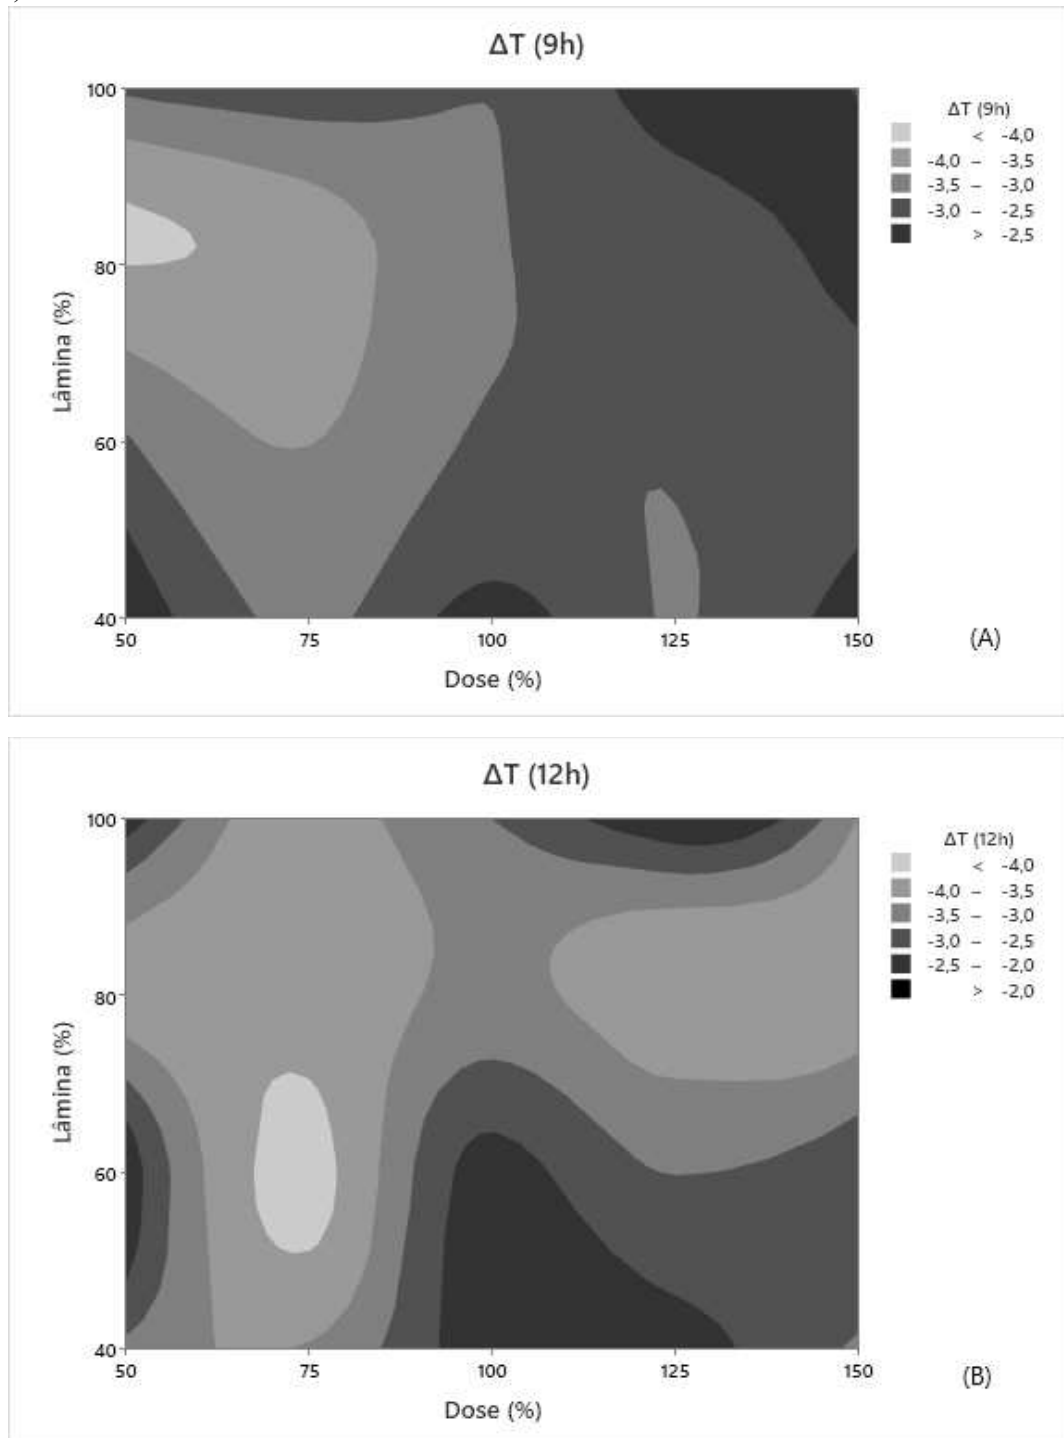 ΔT (9h)
100
80
60
40
50
75
100
125
150
Lâmina (%)
Dose (%)
ΔT (9h)
< -4,0
-4,0 – -3,5
-3,5 – -3,0
-3,0 – -2,5
> -2,5
(A)
ΔT (12h)
100
80
60
40
50
75
100
125
150
Lâmina (%)
Dose (%)
ΔT (12h)
< -4,0
-4,0 – -3,5
-3,5 – -3,0
-3,0 – -2,5
-2,5 – -2,0
> -2,0
(B)